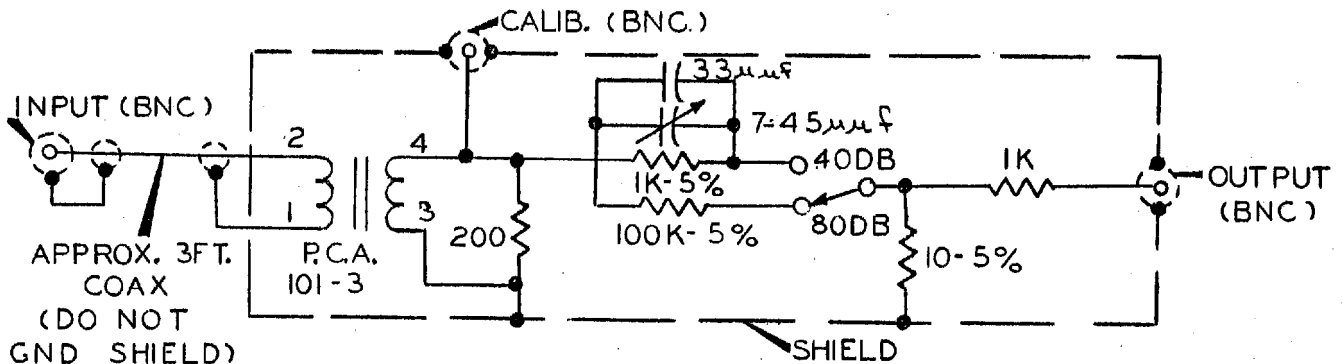 CALIB. (BNC.)
INPUT (BNC)
33μμf
7-45μμf
2
4
1
3
P.C.A.
101-3
200
1K-5%
100K-5%
40DB
80DB
1K
10-5%
OUTPUT
(BNC)
APPROX. 3FT.
COAX
(DO NOT
GND SHIELD)
SHIELD